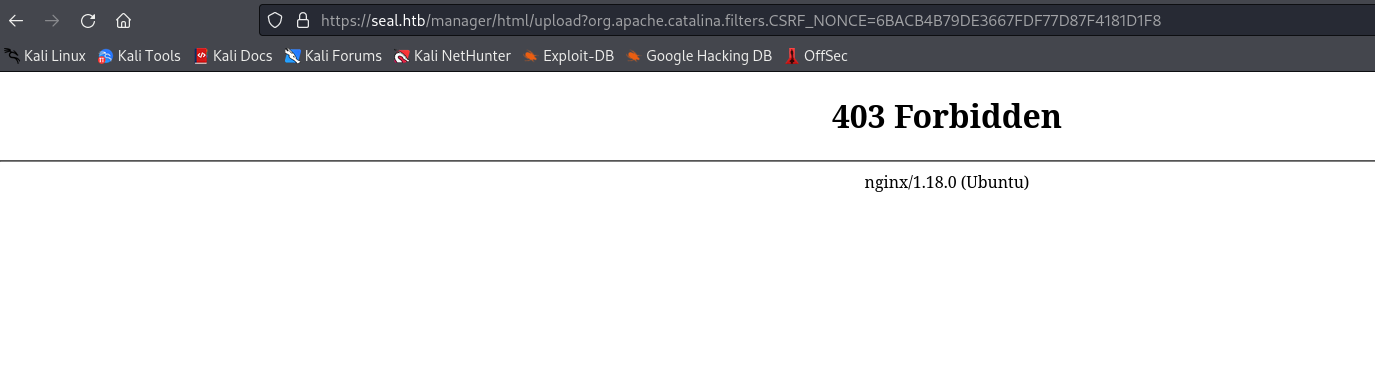 https://seal.htb/manager/html/upload?org.apache.catalina.filters.CSRF_NONCE=6BACB4B79DE3667FDF77D87F4181D1F8
Kali Linux Kali Tools Kali Docs Kali Forums Kali NetHunter Exploit-DB Google Hacking DB OffSec
403 Forbidden
nginx/1.18.0 (Ubuntu)